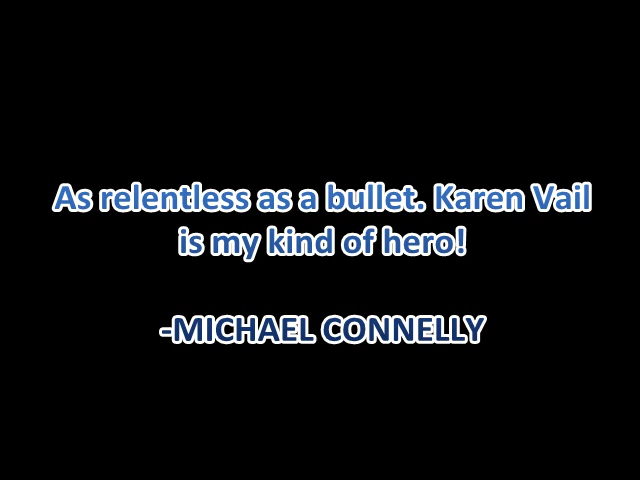 As relentless as a bullet. Karen Vail
is my kind of hero!
-MICHAEL CONNELLY